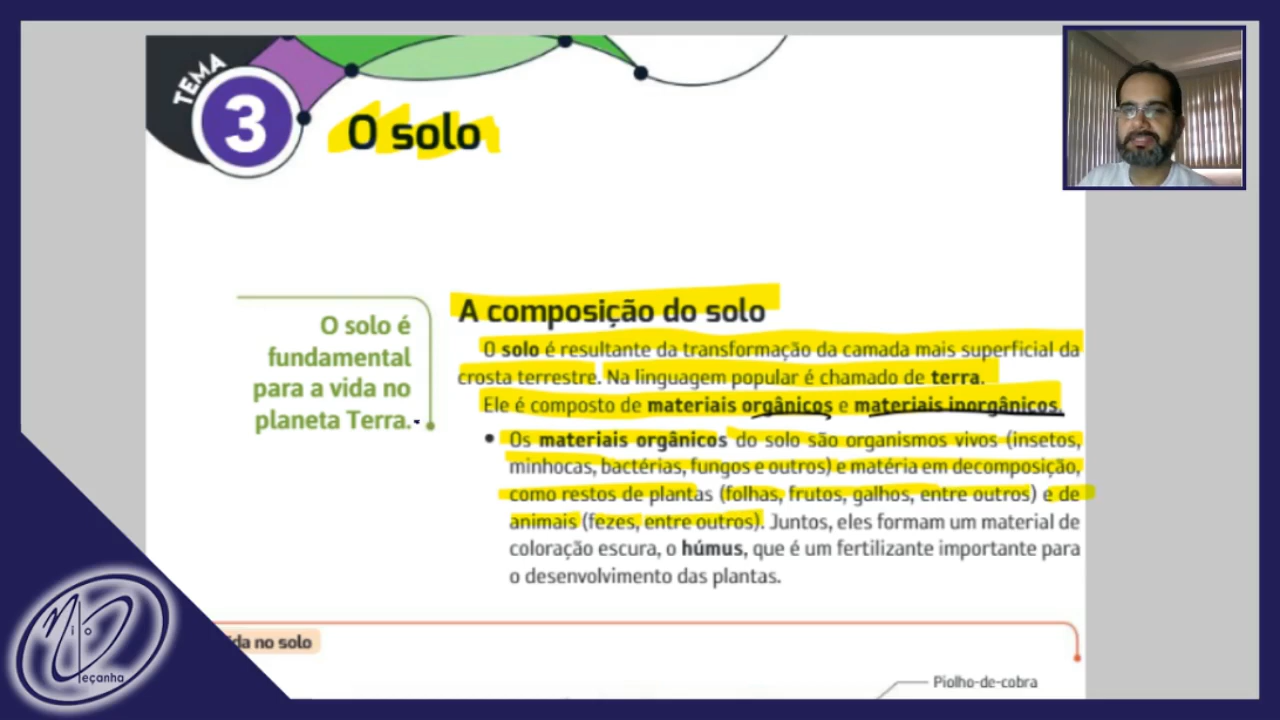 TEMA
3
O solo
O solo é
fundamental
para a vida no
planeta Terra.
A composição do solo
O solo é resultante da transformação da camada mais superficial da
crosta terrestre. Na linguagem popular é chamado de terra.
Ele é composto de materiais orgânicos e materiais inorgânicos.
• Os materiais orgânicos do solo são organismos vivos (insetos,
minhocas, bactérias, fungos e outros) e matéria em decomposição,
como restos de plantas (folhas, frutos, galhos, entre outros) e de
animais (fezes, entre outros). Juntos, eles formam um material de
coloração escura, o húmus, que é um fertilizante importante para
o desenvolvimento das plantas.
no solo
Piolho-de-cobra